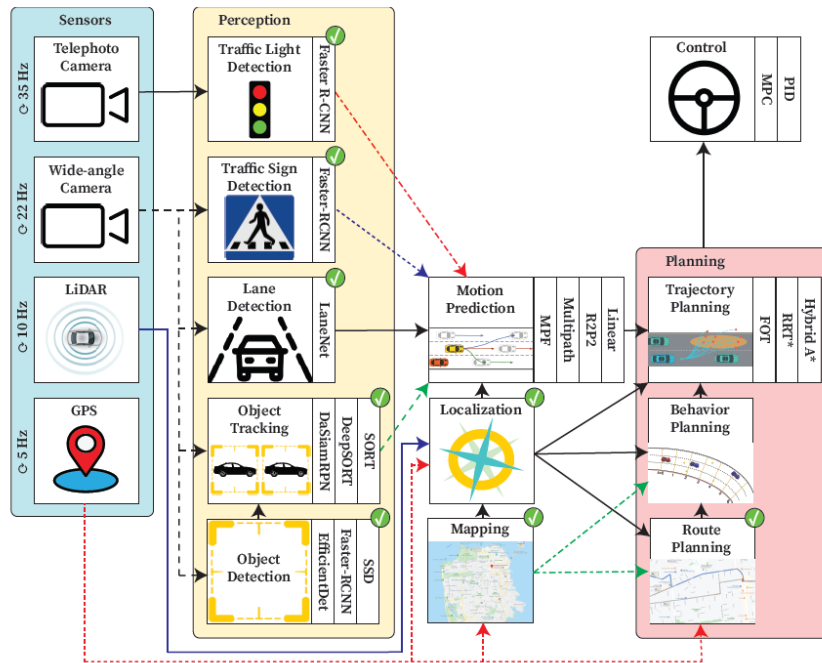 Sensors
Telephoto
Camera
35 Hz
Wide-angle
Camera
22 Hz
LiDAR
10 Hz
GPS
5 Hz
Perception
Traffic Light
Detection
Faster R-CNN
Traffic Sign
Detection
Faster-RCNN
Lane
Detection
LaneNet
Object
Tracking
DaSiamRPN
DeepSORT
SORT
Object
Detection
EfficientDet
Faster-RCNN
SSD
Motion
Prediction
MPF
Multipath
R2P2
Linear
Localization
Mapping
Control
MPC
PID
Planning
Trajectory
Planning
FOT
RRT*
Hybrid A*
Behavior
Planning
Route
Planning